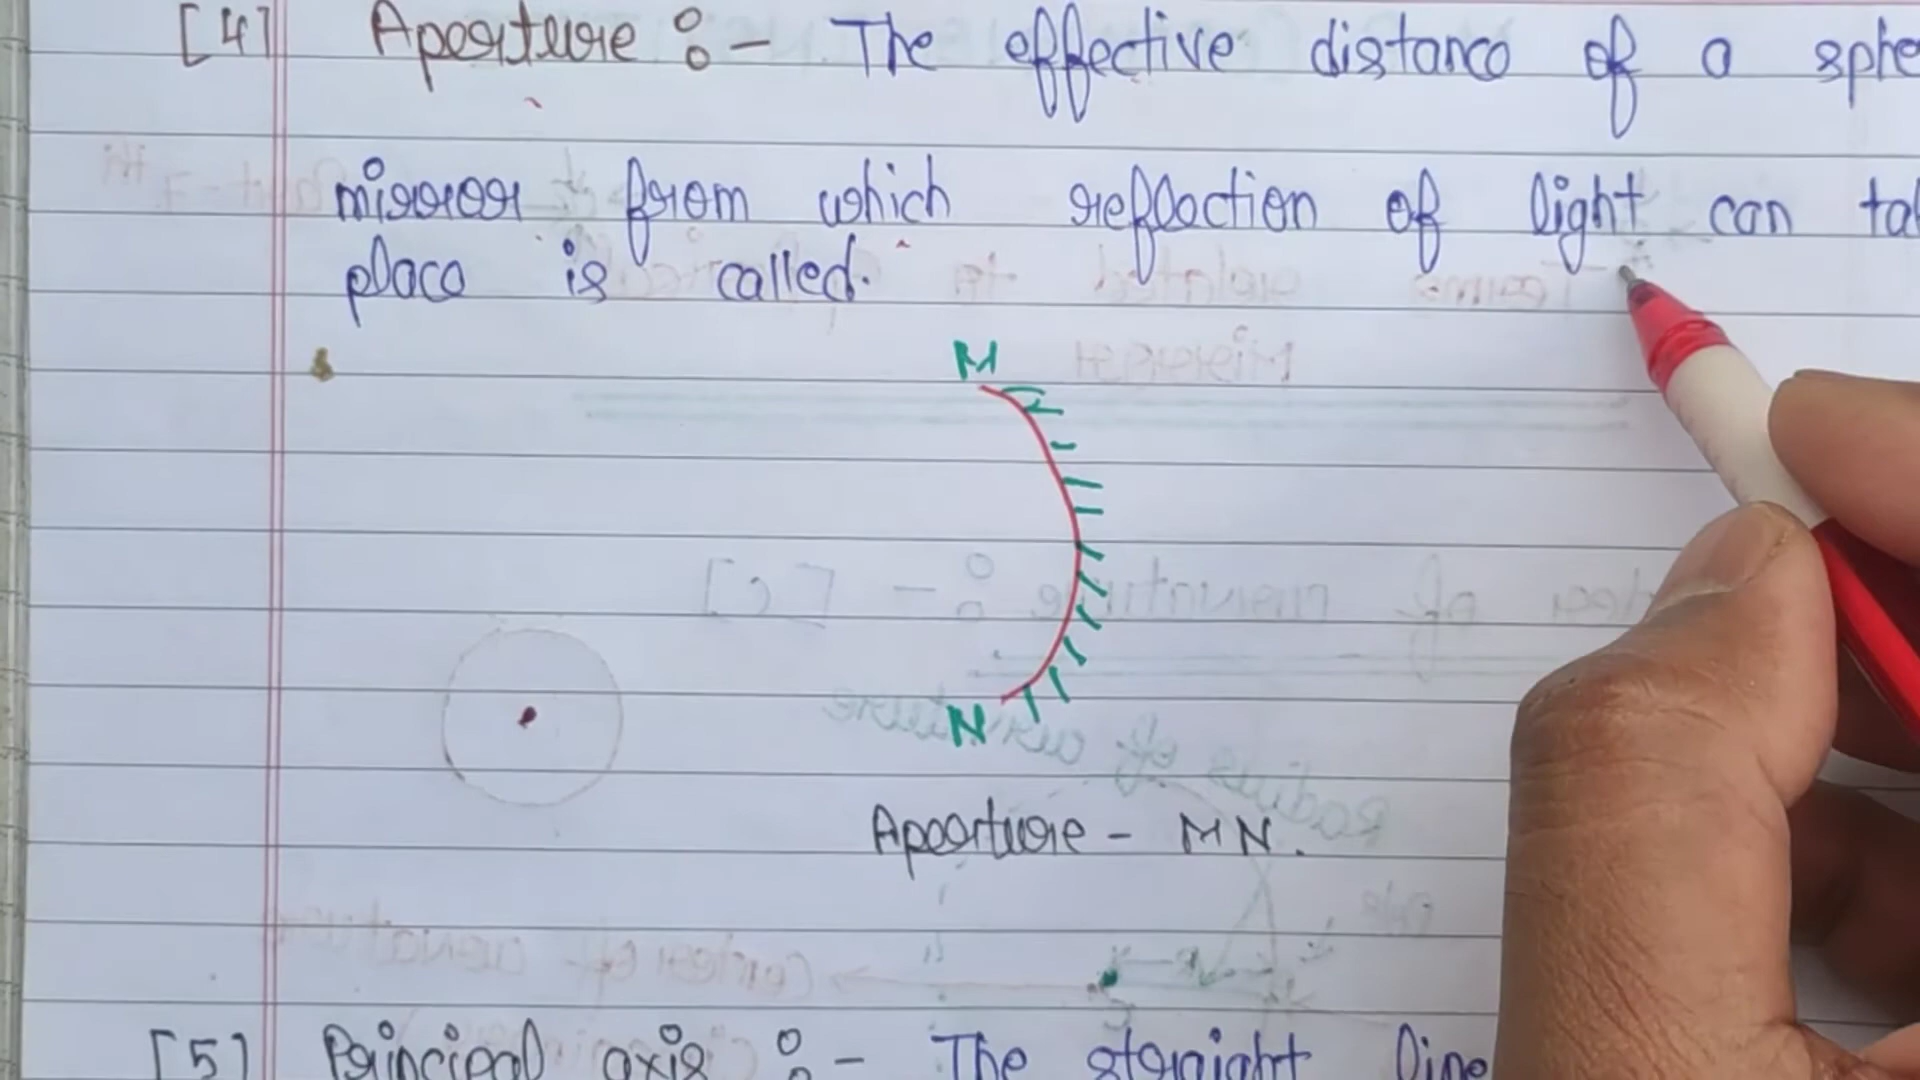 [4] Aperture :- The effective distance of a sphe
mirror from which reflection of light can tak
place is called.
M
N
Aperture - MN.
[5] Principal axis :- The straight line